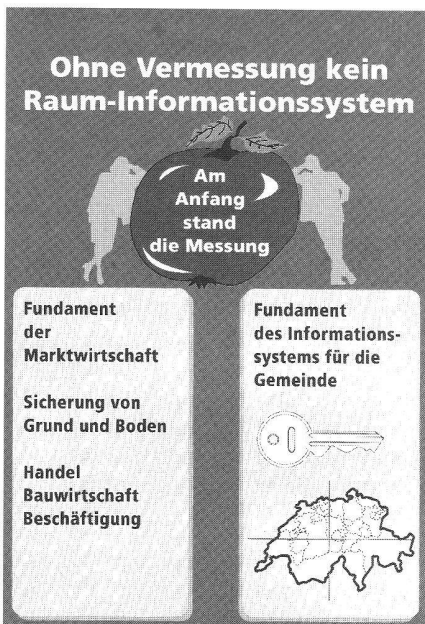 Ohne Vermessung kein
Raum-Informationssystem
Am
Anfang
stand
die Messung
Fundament
der
Marktwirtschaft
Sicherung von
Grund und Boden
Handel
Bauwirtschaft
Beschäftigung
Fundament
des Informations-
systems für die
Gemeinde